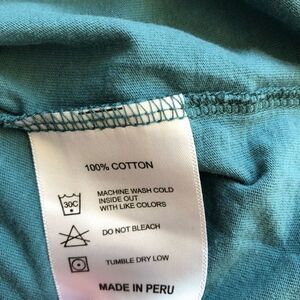 100% COTTON
30C
MACHINE WASH COLD
INSIDE OUT
WITH LIKE COLORS
DO NOT BLEACH
TUMBLE DRY LOW
MADE IN PERU